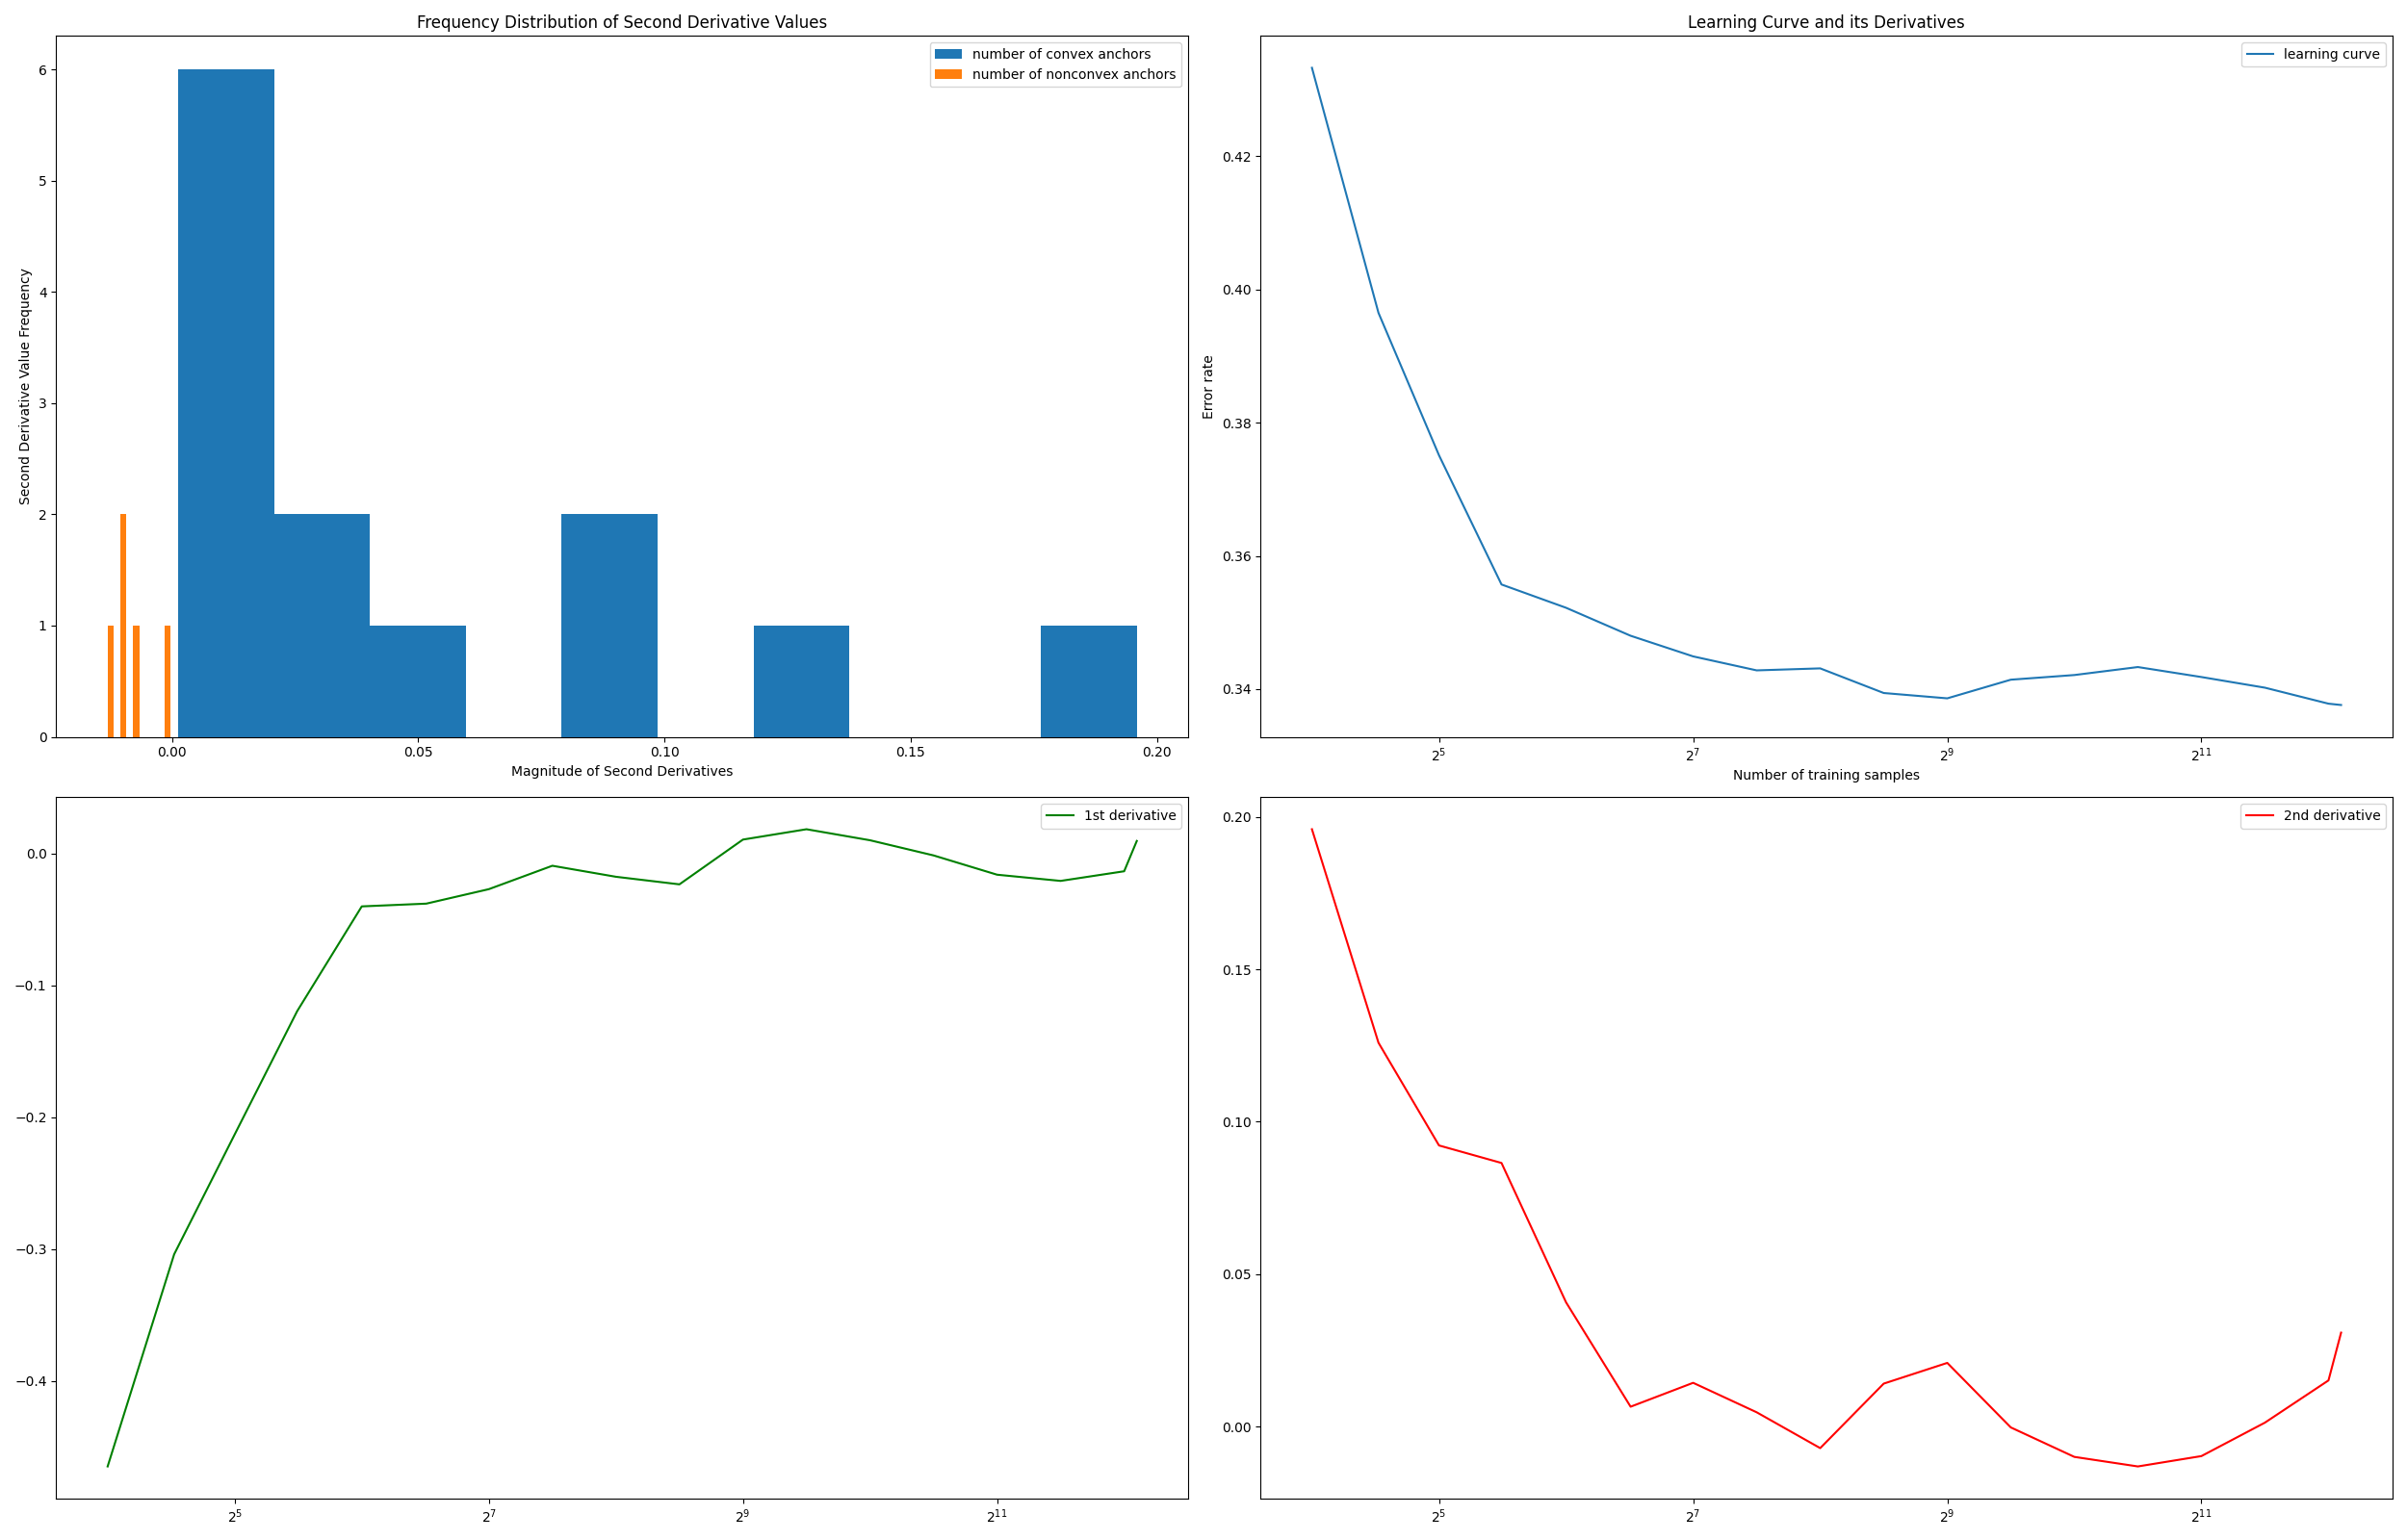 Frequency Distribution of Second Derivative Values
number of convex anchors
number of nonconvex anchors
Second Derivative Value Frequency
6
5
4
3
2
1
0
0.00 0.05 0.10 0.15 0.20
Magnitude of Second Derivatives
Learning Curve and its Derivatives
learning curve
Error rate
0.42
0.40
0.38
0.36
0.34
2⁵ 2⁷ 2⁹ 2¹¹
Number of training samples
1st derivative
0.0
−0.1
−0.2
−0.3
−0.4
2⁵ 2⁷ 2⁹ 2¹¹
2nd derivative
0.20
0.15
0.10
0.05
0.00
2⁵ 2⁷ 2⁹ 2¹¹